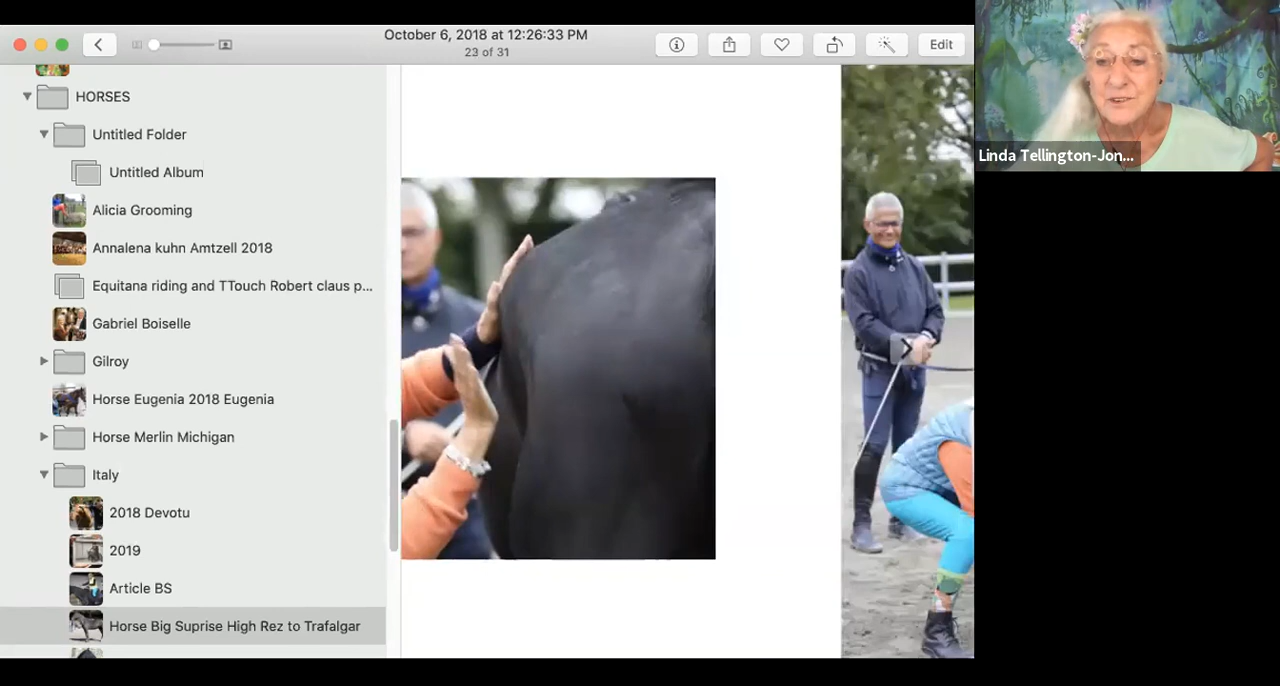 October 6, 2018 at 12:26:33 PM
23 of 31
Edit
HORSES
Untitled Folder
Untitled Album
Alicia Grooming
Annalena kuhn Amtzell 2018
Equitana riding and TTouch Robert claus p...
Gabriel Boiselle
Gilroy
Horse Eugenia 2018 Eugenia
Horse Merlin Michigan
Italy
2018 Devotu
2019
Article BS
Horse Big Suprise High Rez to Trafalgar
Linda Tellington-Jon...